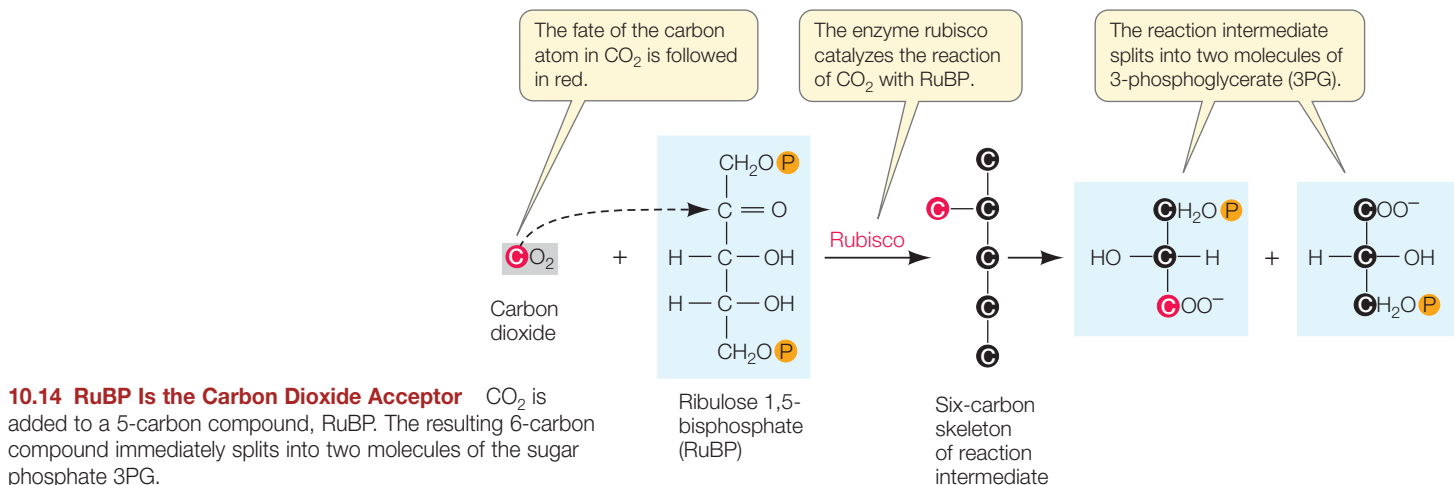 The fate of the carbon
atom in CO2 is followed
in red.
The enzyme rubisco
catalyzes the reaction
of CO2 with RuBP.
The reaction intermediate
splits into two molecules of
3-phosphoglycerate (3PG).
CO2
Carbon
dioxide
+
CH2O P
C = O
H — C — OH
H — C — OH
CH2O P
Ribulose 1,5-
bisphosphate
(RuBP)
Rubisco
C
C — C
C
C
C
Six-carbon
skeleton
of reaction
intermediate
CH2O P
HO — C — H
COO−
+
COO−
H — C — OH
CH2O P
10.14 RuBP Is the Carbon Dioxide Acceptor CO2 is
added to a 5-carbon compound, RuBP. The resulting 6-carbon
compound immediately splits into two molecules of the sugar
phosphate 3PG.